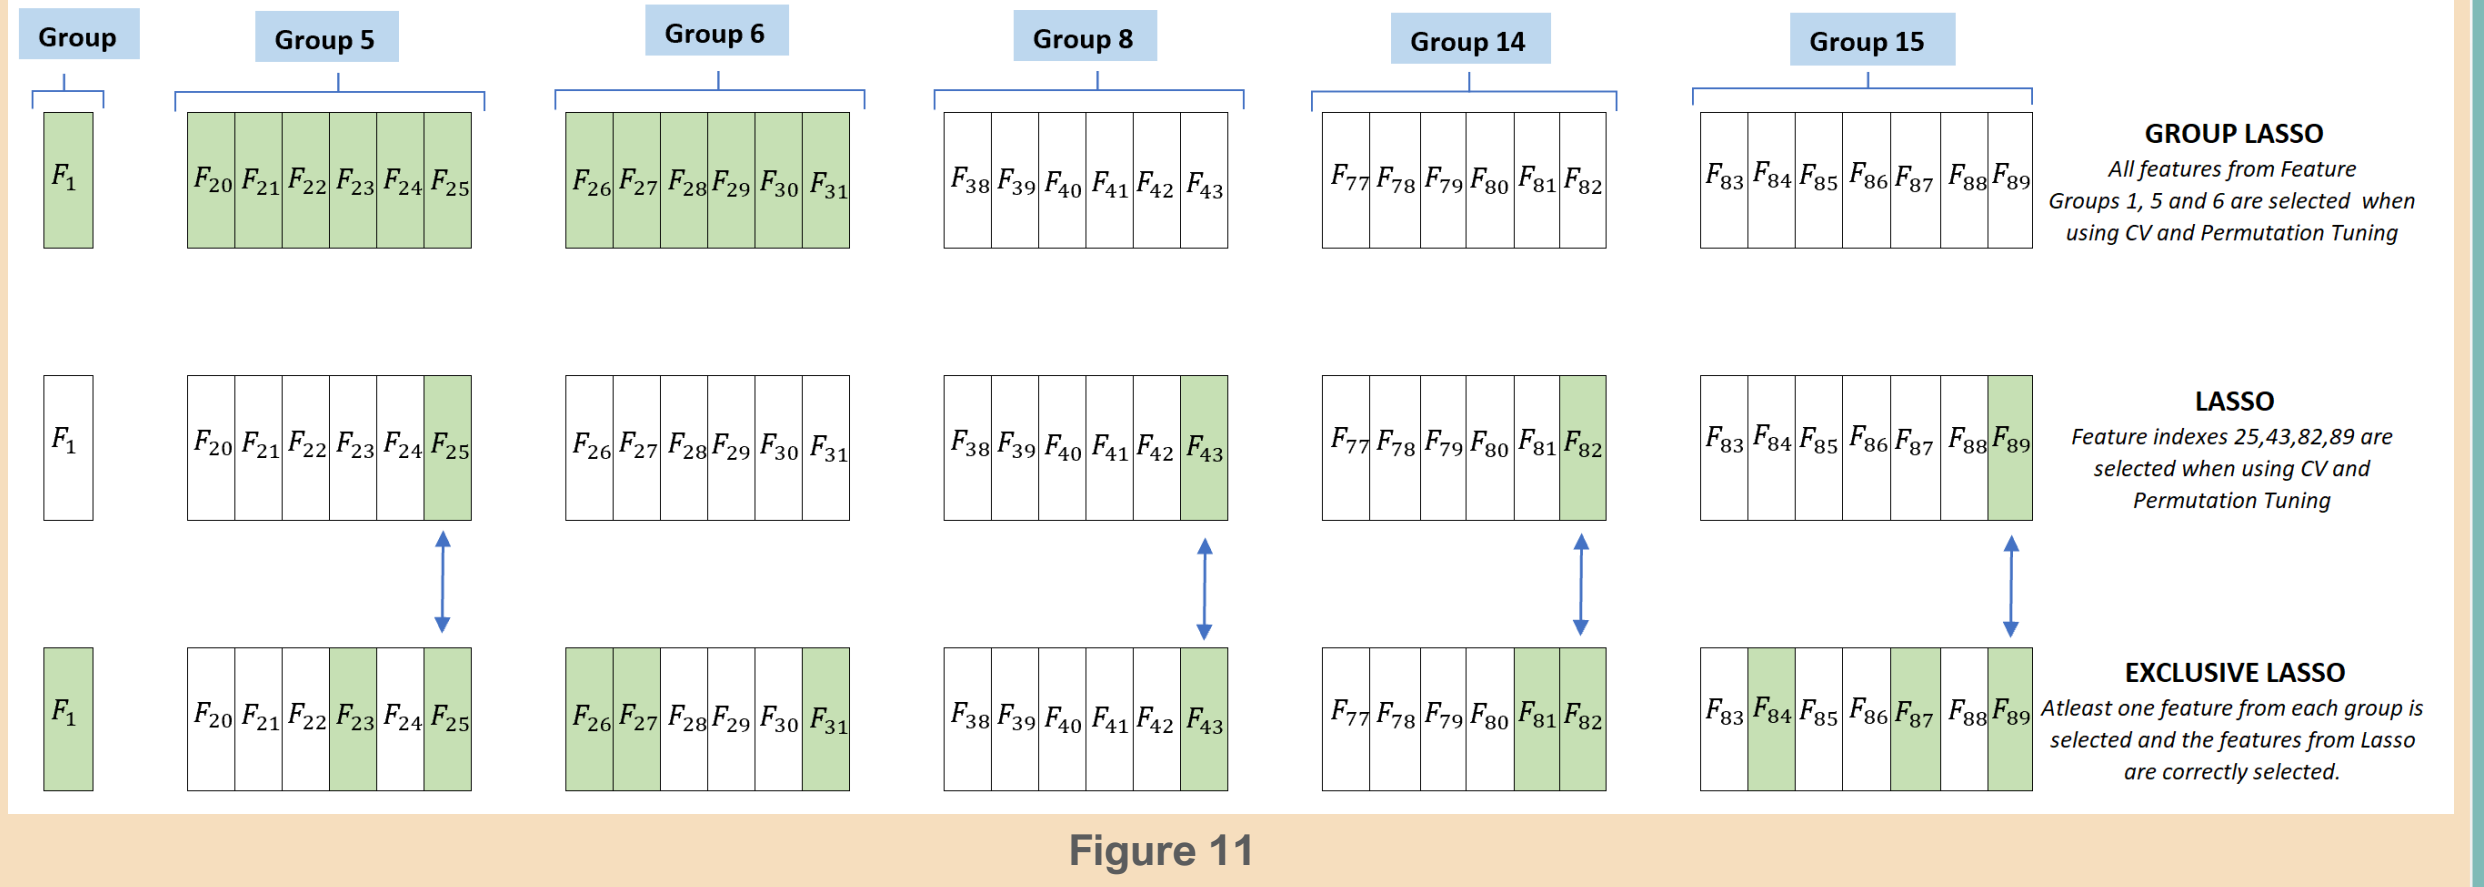 Group
Group 5
Group 6
Group 8
Group 14
Group 15
F1
F20 F21 F22 F23 F24 F25
F26 F27 F28 F29 F30 F31
F38 F39 F40 F41 F42 F43
F77 F78 F79 F80 F81 F82
F83 F84 F85 F86 F87 F88 F89
GROUP LASSO
All features from Feature
Groups 1, 5 and 6 are selected when
using CV and Permutation Tuning
F1
F20 F21 F22 F23 F24 F25
F26 F27 F28 F29 F30 F31
F38 F39 F40 F41 F42 F43
F77 F78 F79 F80 F81 F82
F83 F84 F85 F86 F87 F88 F89
LASSO
Feature indexes 25,43,82,89 are
selected when using CV and
Permutation Tuning
F1
F20 F21 F22 F23 F24 F25
F26 F27 F28 F29 F30 F31
F38 F39 F40 F41 F42 F43
F77 F78 F79 F80 F81 F82
F83 F84 F85 F86 F87 F88 F89
EXCLUSIVE LASSO
Atleast one feature from each group is
selected and the features from Lasso
are correctly selected.
Figure 11